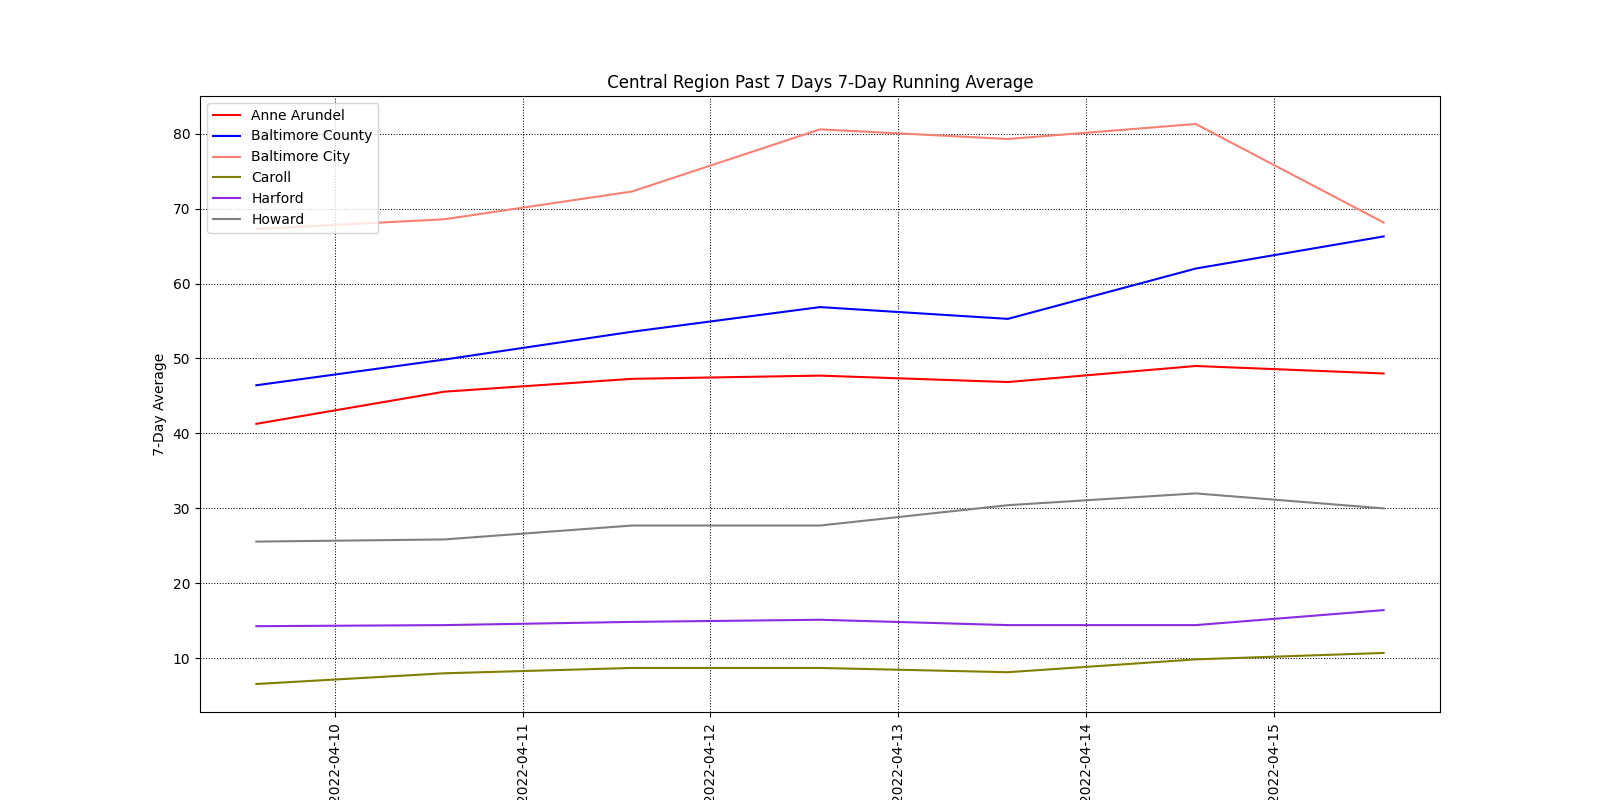 Central Region Past 7 Days 7-Day Running Average
Anne Arundel
Baltimore County
Baltimore City
Caroll
Harford
Howard
80
70
60
50
40
30
20
10
7-Day Average
2022-04-10
2022-04-11
2022-04-12
2022-04-13
2022-04-14
2022-04-15